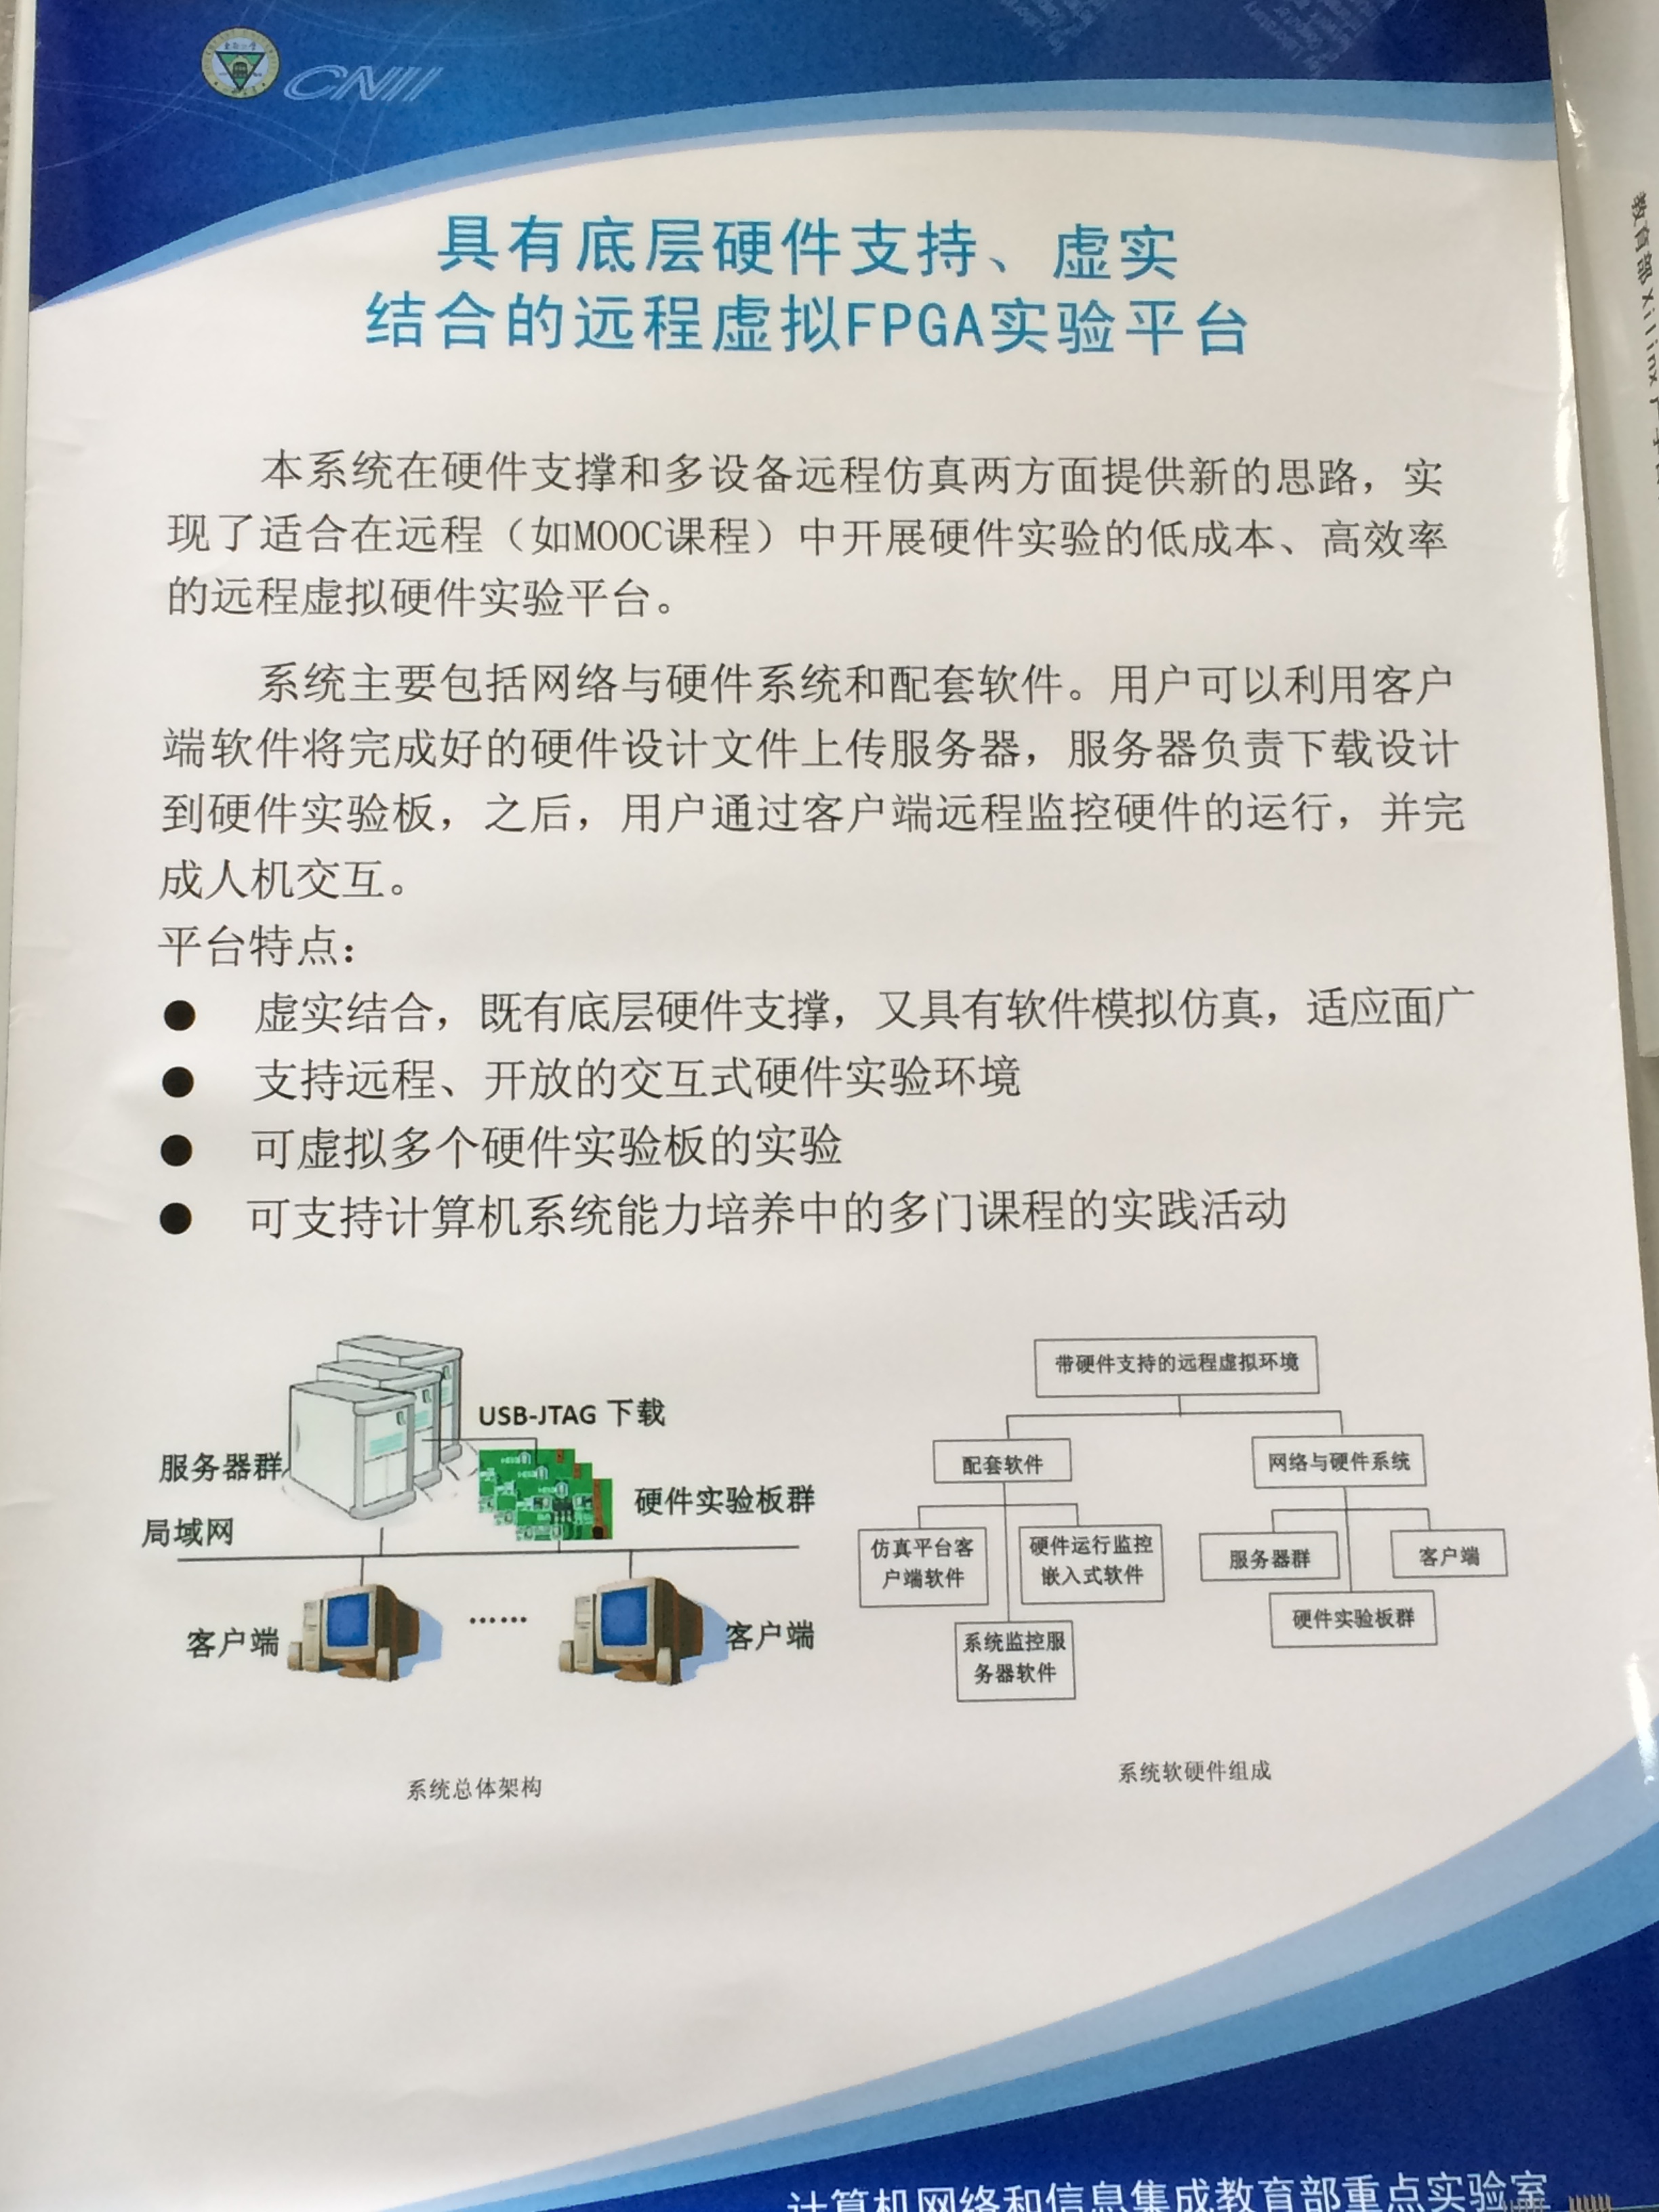 CNII
具有底层硬件支持、虚实
结合的远程虚拟FPGA实验平台
本系统在硬件支撑和多设备远程仿真两方面提供新的思路，实
现了适合在远程（如MOOC课程）中开展硬件实验的低成本、高效率
的远程虚拟硬件实验平台。
系统主要包括网络与硬件系统和配套软件。用户可以利用客户
端软件将完成好的硬件设计文件上传服务器，服务器负责下载设计
到硬件实验板，之后，用户通过客户端远程监控硬件的运行，并完
成人机交互。
平台特点：
● 虚实结合，既有底层硬件支撑，又具有软件模拟仿真，适应面广
● 支持远程、开放的交互式硬件实验环境
● 可虚拟多个硬件实验板的实验
● 可支持计算机系统能力培养中的多门课程的实践活动
USB-JTAG 下载
服务器群
硬件实验板群
局域网
客户端
……
客户端
系统总体架构
带硬件支持的远程虚拟环境
配套软件
网络与硬件系统
仿真平台客
户端软件
硬件运行监控
嵌入式软件
系统监控服
务器软件
服务器群
客户端
硬件实验板群
系统软硬件组成
计算机网络和信息集成教育部重点实验室
教育部Xilinx